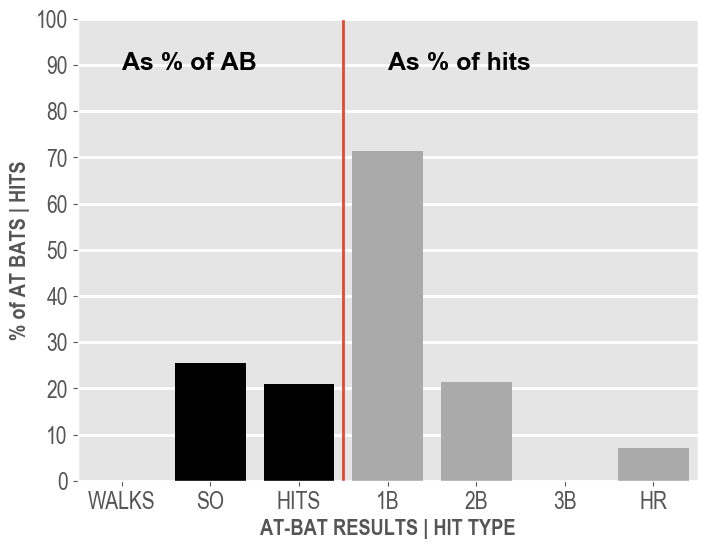 100
90
80
70
60
50
40
30
20
10
0
% of AT BATS | HITS
As % of AB
As % of hits
WALKS SO HITS 1B 2B 3B HR
AT-BAT RESULTS | HIT TYPE